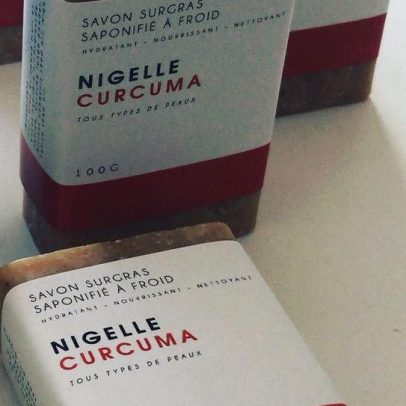 SAVON SURGRAS
SAPONIFIÉ À FROID
HYDRATANT - NOURRISSANT - NETTOYANT
NIGELLE
CURCUMA
TOUS TYPES DE PEAUX
100G
SAVON SURGRAS
SAPONIFIÉ À FROID
HYDRATANT - NOURRISSANT - NETTOYANT
NIGELLE
CURCUMA
TOUS TYPES DE PEAUX